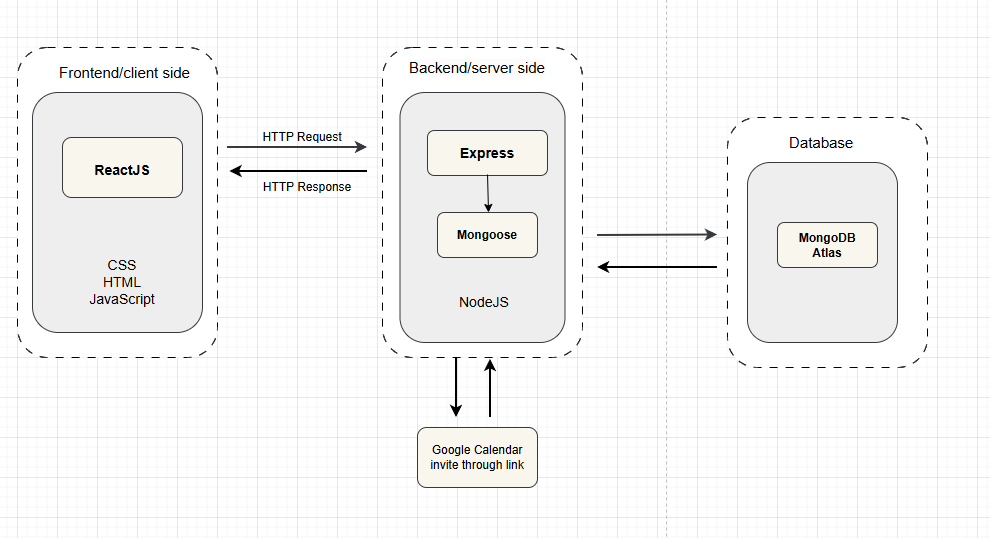 Frontend/client side
ReactJS
CSS
HTML
JavaScript
HTTP Request
HTTP Response
Backend/server side
Express
Mongoose
NodeJS
Google Calendar
invite through link
Database
MongoDB
Atlas